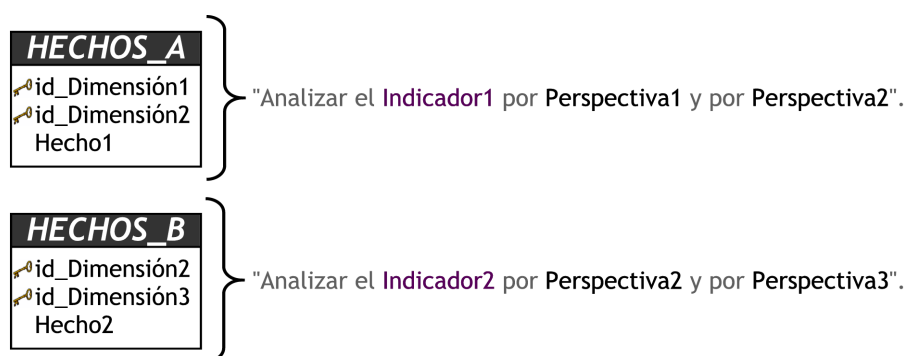 HECHOS_A
id_Dimensión1
id_Dimensión2
Hecho1
"Analizar el Indicador1 por Perspectiva1 y por Perspectiva2".
HECHOS_B
id_Dimensión2
id_Dimensión3
Hecho2
"Analizar el Indicador2 por Perspectiva2 y por Perspectiva3".